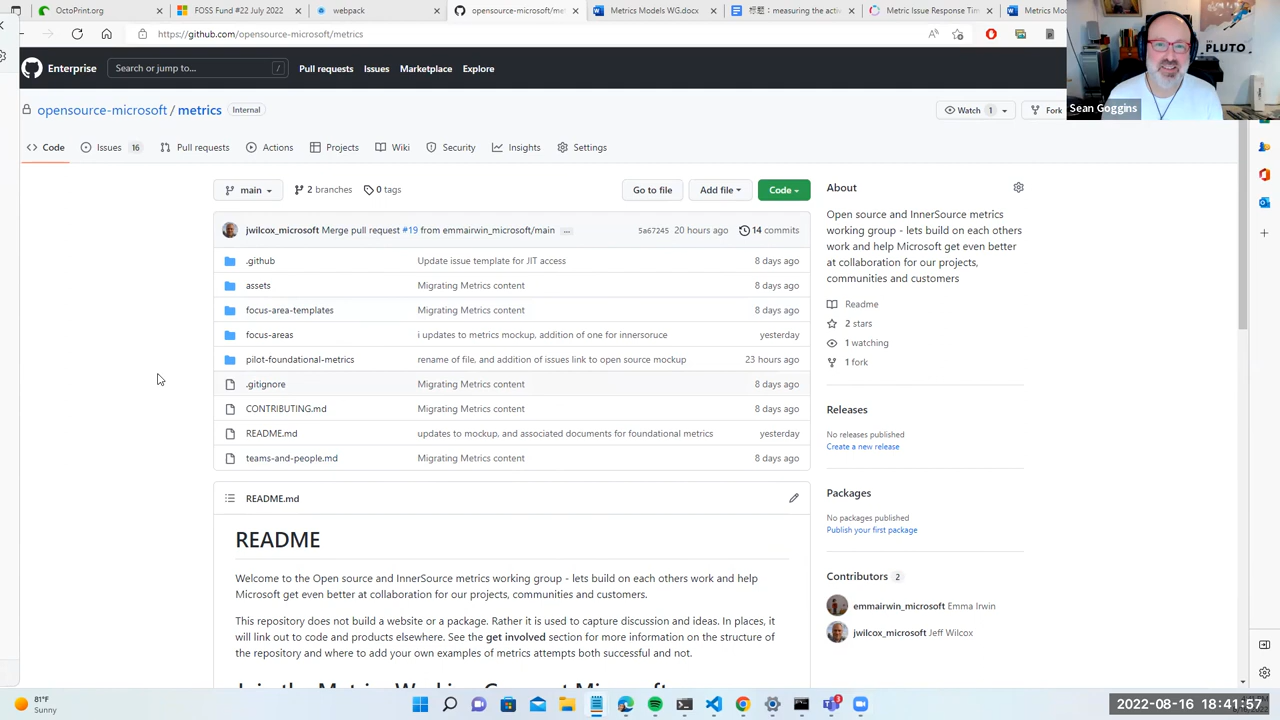 OctoPrint.org
FOSS Fund #22 July 2022
webpack
opensource-microsoft/met
Metrics Models WG.docx
: measuring the acti
Metric Issue Response Tim
Metrics Mode
https://github.com/opensource-microsoft/metrics
Enterprise
Search or jump to...
/
Pull requests
Issues
Marketplace
Explore
PLUTO
Sean Goggins
opensource-microsoft / metrics
Internal
Watch 1
Fork
Code
Issues 16
Pull requests
Actions
Projects
Wiki
Security
Insights
Settings
main
2 branches
0 tags
Go to file
Add file
Code
jwilcox_microsoft Merge pull request #19 from emmairwin_microsoft/main ...
5a67245 20 hours ago
14 commits
.github Update issue template for JIT access 8 days ago
assets Migrating Metrics content 8 days ago
focus-area-templates Migrating Metrics content 8 days ago
focus-areas i updates to metrics mockup, addition of one for innersoruce yesterday
pilot-foundational-metrics rename of file, and addition of issues link to open source mockup 23 hours ago
.gitignore Migrating Metrics content 8 days ago
CONTRIBUTING.md Migrating Metrics content 8 days ago
README.md updates to mockup, and associated documents for foundational metrics yesterday
teams-and-people.md Migrating Metrics content 8 days ago
README.md
README
Welcome to the Open source and InnerSource metrics working group - lets build on each others work and help
Microsoft get even better at collaboration for our projects, communities and customers.
This repository does not build a website or a package. Rather it is used to capture discussion and ideas. In places, it
will link out to code and products elsewhere. See the get involved section for more information on the structure of
the repository and where to add your own examples of metrics attempts both successful and not.
Join the Metrics Working Group at Microsoft
About
Open source and InnerSource metrics
working group - lets build on each others
work and help Microsoft get even better
at collaboration for our projects,
communities and customers
Readme
2 stars
1 watching
1 fork
Releases
No releases published
Create a new release
Packages
No packages published
Publish your first package
Contributors 2
emmairwin_microsoft Emma Irwin
jwilcox_microsoft Jeff Wilcox
81°F
Sunny
3
2022-08-16 18:41:57